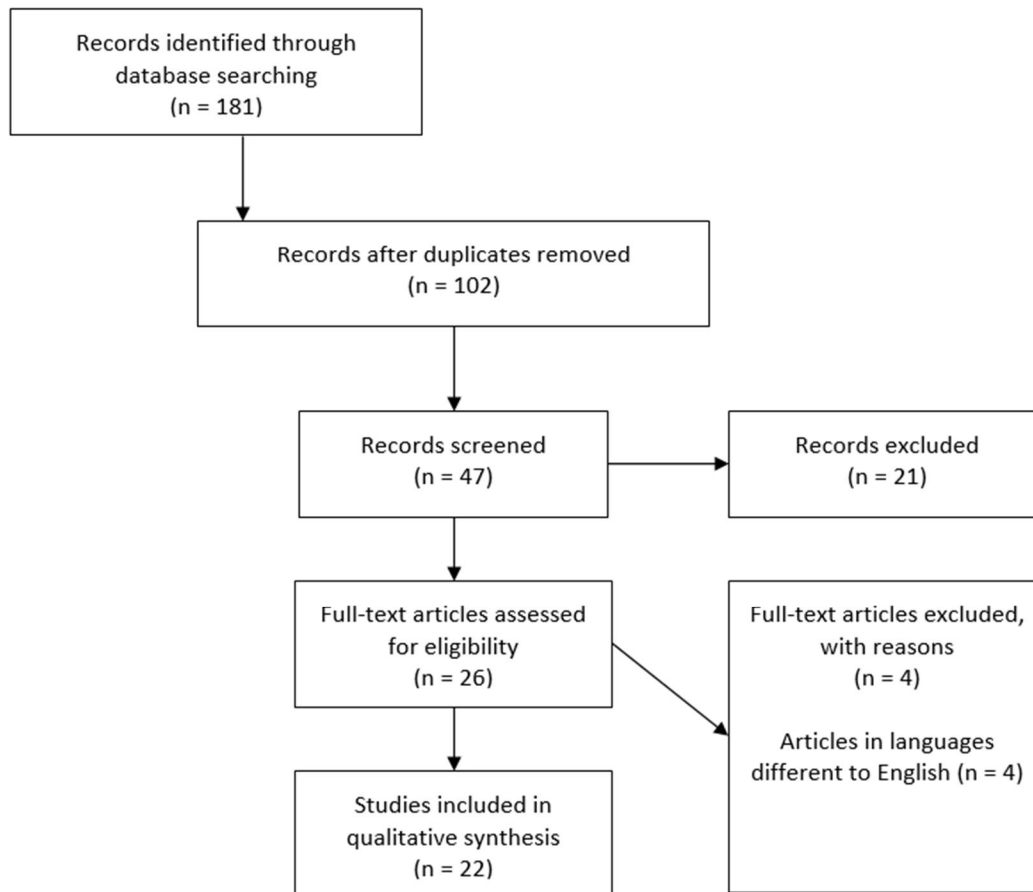 Records identified through
database searching
(n = 181)
Records after duplicates removed
(n = 102)
Records screened
(n = 47)
Records excluded
(n = 21)
Full-text articles assessed
for eligibility
(n = 26)
Full-text articles excluded,
with reasons
(n = 4)
Articles in languages
different to English (n = 4)
Studies included in
qualitative synthesis
(n = 22)